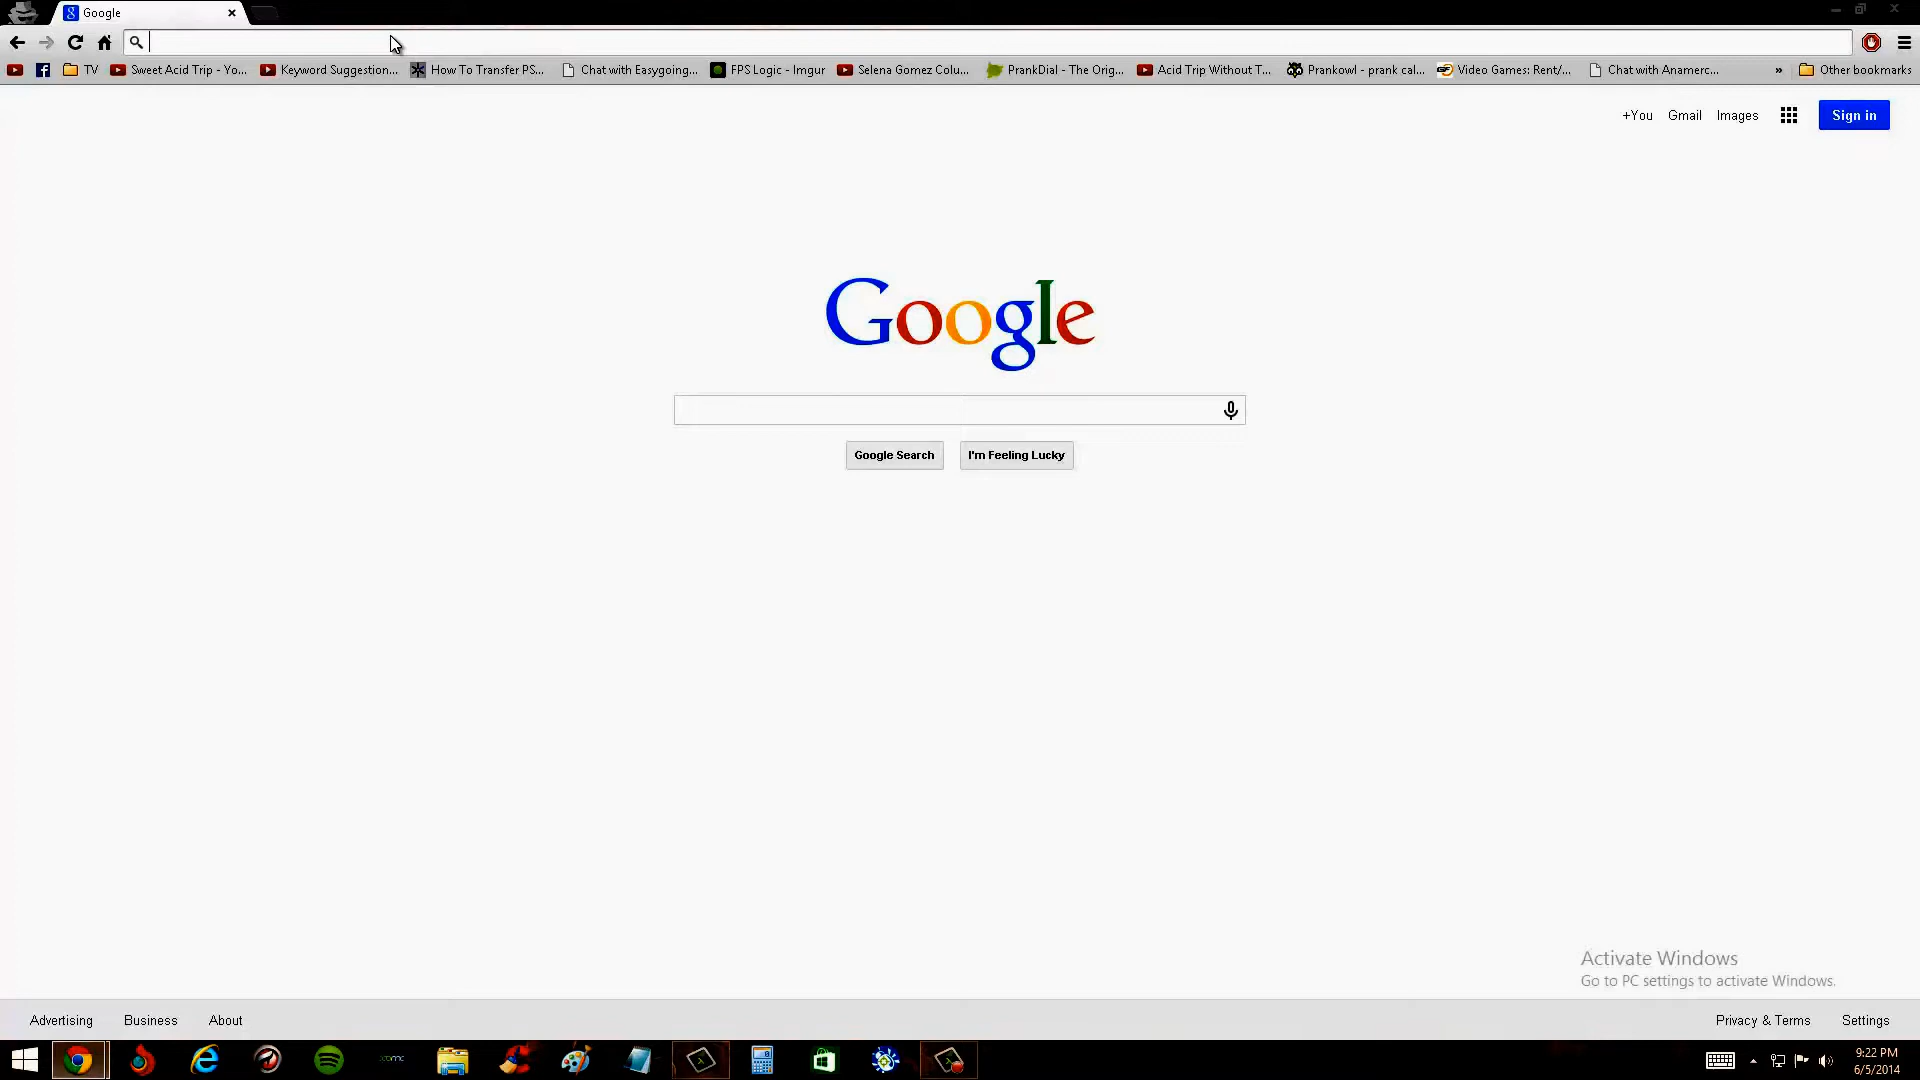 Google
Sweet Acid Trip - Yo...
Keyword Suggestion...
How To Transfer PS...
Chat with Easygoing...
FPS Logic - Imgur
Selena Gomez Colu...
PrankDial - The Orig...
Acid Trip Without T...
Prankowl - prank cal...
Video Games: Rent/...
Chat with Anamerc...
»
Other bookmarks
TV
+You Gmail Images Sign in
Google
Google Search I'm Feeling Lucky
Activate Windows
Go to PC settings to activate Windows.
Advertising Business About Privacy & Terms Settings
9:22 PM
6/5/2014